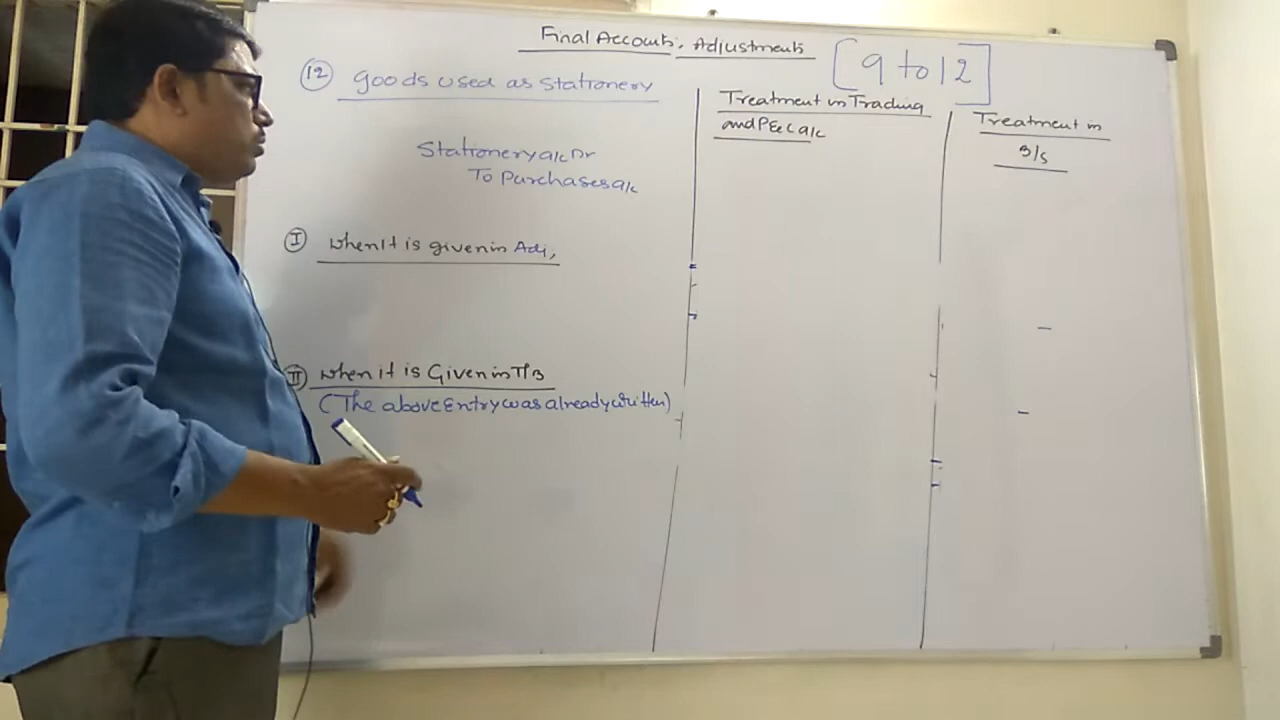 Final Accounts, Adjustments
[9 to 12]
12 goods used as Stationery
Treatment in Trading
and P&L a/c
Treatment in
B/S
Stationery a/c Dr
To Purchases a/c
I When It is given in Adj,
II When It is Given in T/B
(The above Entry was already written)